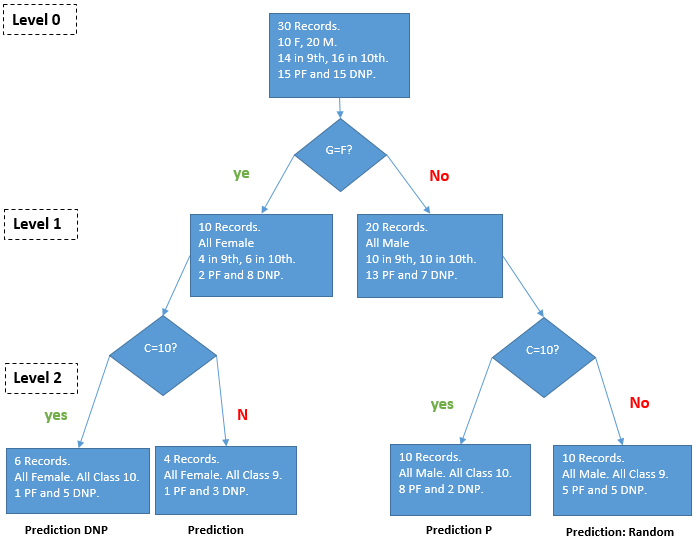 Level 0
30 Records.
10 F, 20 M.
14 in 9th, 16 in 10th.
15 PF and 15 DNP.
G=F?
ye
No
Level 1
10 Records.
All Female
4 in 9th, 6 in 10th.
2 PF and 8 DNP.
20 Records.
All Male
10 in 9th, 10 in 10th.
13 PF and 7 DNP.
C=10?
C=10?
Level 2
yes
N
yes
No
6 Records.
All Female. All Class 10.
1 PF and 5 DNP.
4 Records.
All Female. All Class 9.
1 PF and 3 DNP.
10 Records.
All Male. All Class 10.
8 PF and 2 DNP.
10 Records.
All Male. All Class 9.
5 PF and 5 DNP.
Prediction DNP
Prediction
Prediction P
Prediction: Random